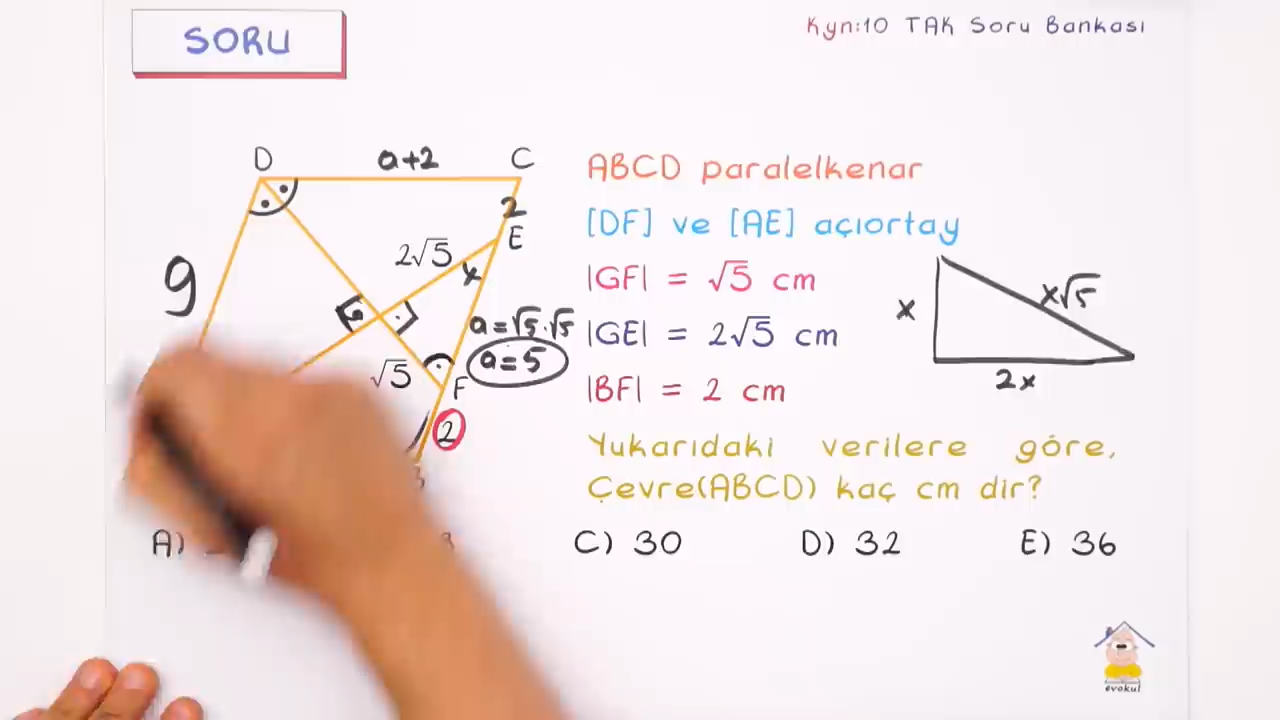 SORU
Kyn:10 TAK Soru Bankası
D
a+2
C
2
E
2√5
x
9
G
a=√5.√5
a=5
√5
F
2
ABCD paralelkenar
[DF] ve [AE] açıortay
|GF| = √5 cm
|GE| = 2√5 cm
|BF| = 2 cm
x
x√5
2x
Yukarıdaki verilere göre,
Çevre(ABCD) kaç cm dir?
A)
C) 30
D) 32
E) 36
evokul